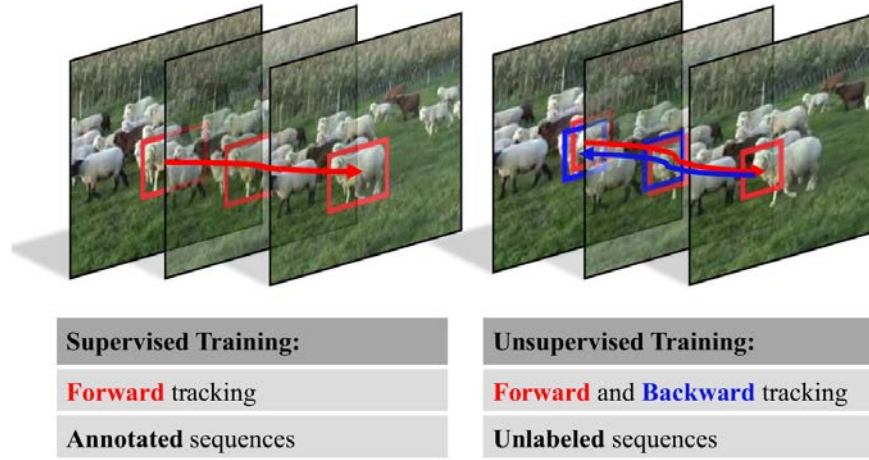 Supervised Training:
Forward tracking
Annotated sequences
Unsupervised Training:
Forward and Backward tracking
Unlabeled sequences